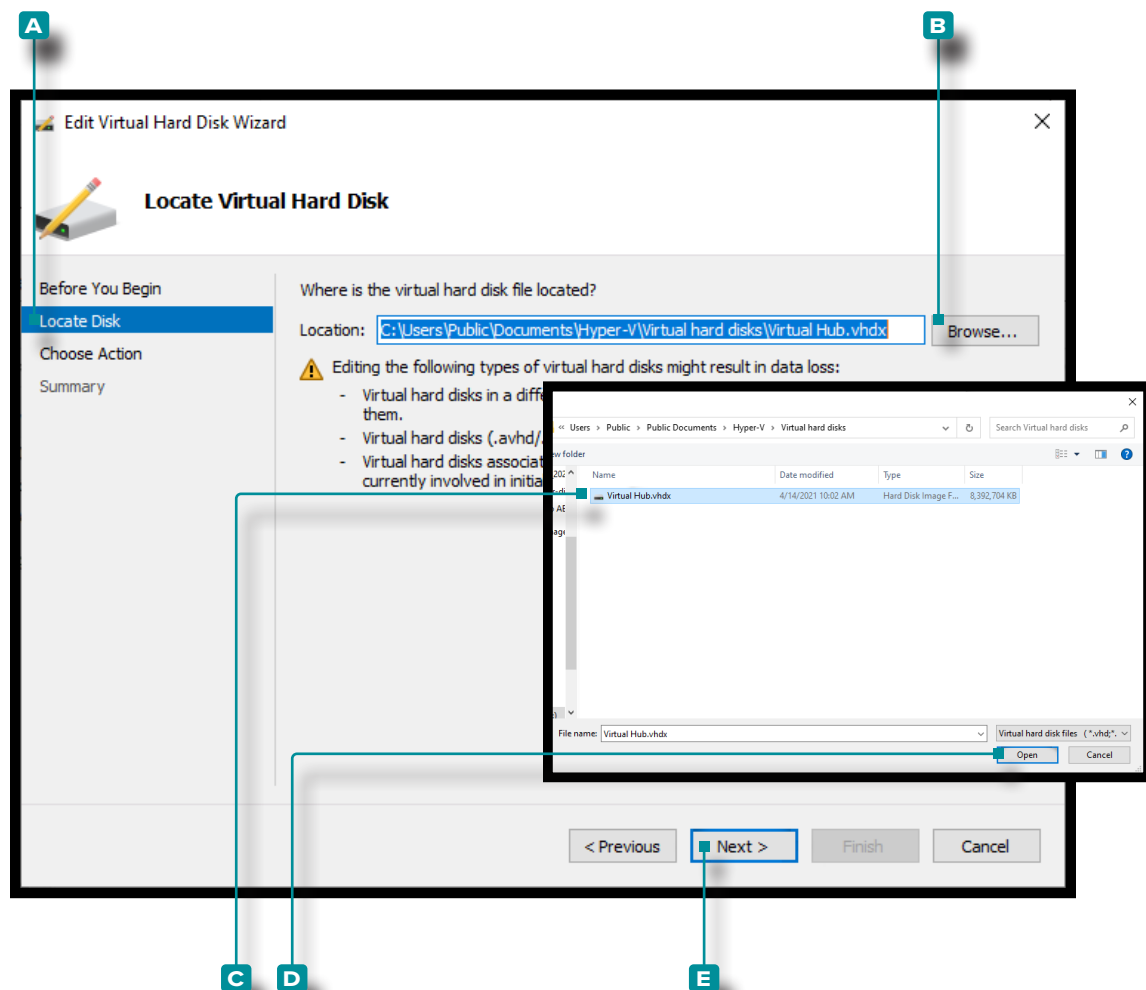 A
B
Edit Virtual Hard Disk Wizard
Locate Virtual Hard Disk
Before You Begin
Locate Disk
Choose Action
Summary
Where is the virtual hard disk file located?
Location: C:\Users\Public\Documents\Hyper-V\Virtual hard disks\Virtual Hub.vhdx Browse...
Editing the following types of virtual hard disks might result in data loss:
- Virtual hard disks in a diffe
them.
- Virtual hard disks (.avhd/.
- Virtual hard disks associat
currently involved in initia
« Users > Public > Public Documents > Hyper-V > Virtual hard disks
Search Virtual hard disks
ew folder
202
Name Date modified Type Size
Virtual Hub.vhdx 4/14/2021 10:02 AM Hard Disk Image F... 8,392,704 KB
AE
age
File name: Virtual Hub.vhdx Virtual hard disk files (*.vhd;*.
Open Cancel
< Previous Next > Finish Cancel
C D E